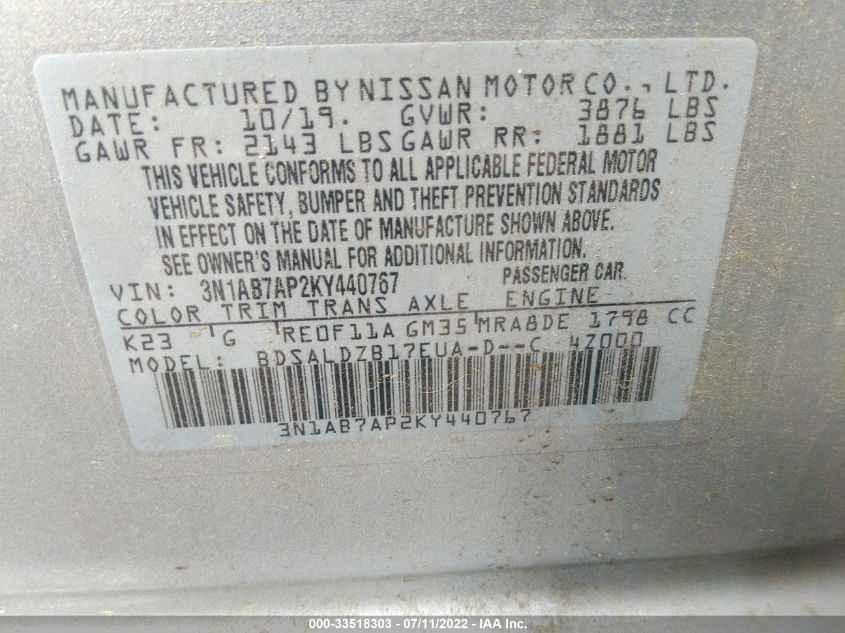 MANUFACTURED BY NISSAN MOTOR CO., LTD.
DATE: 10/19. GVWR: 3876 LBS
GAWR FR: 2143 LBS GAWR RR: 1881 LBS
THIS VEHICLE CONFORMS TO ALL APPLICABLE FEDERAL MOTOR
VEHICLE SAFETY, BUMPER AND THEFT PREVENTION STANDARDS
IN EFFECT ON THE DATE OF MANUFACTURE SHOWN ABOVE.
SEE OWNER'S MANUAL FOR ADDITIONAL INFORMATION.
VIN: 3N1AB7AP2KY440767 PASSENGER CAR
COLOR TRIM TRANS AXLE ENGINE
K23 G RE0F11A GM35 MRA8DE 1798 CC
MODEL: BDSALDZB17EUA-D--C 4Z000
3N1AB7AP2KY440767
000-33518303 - 07/11/2022 - IAA Inc.